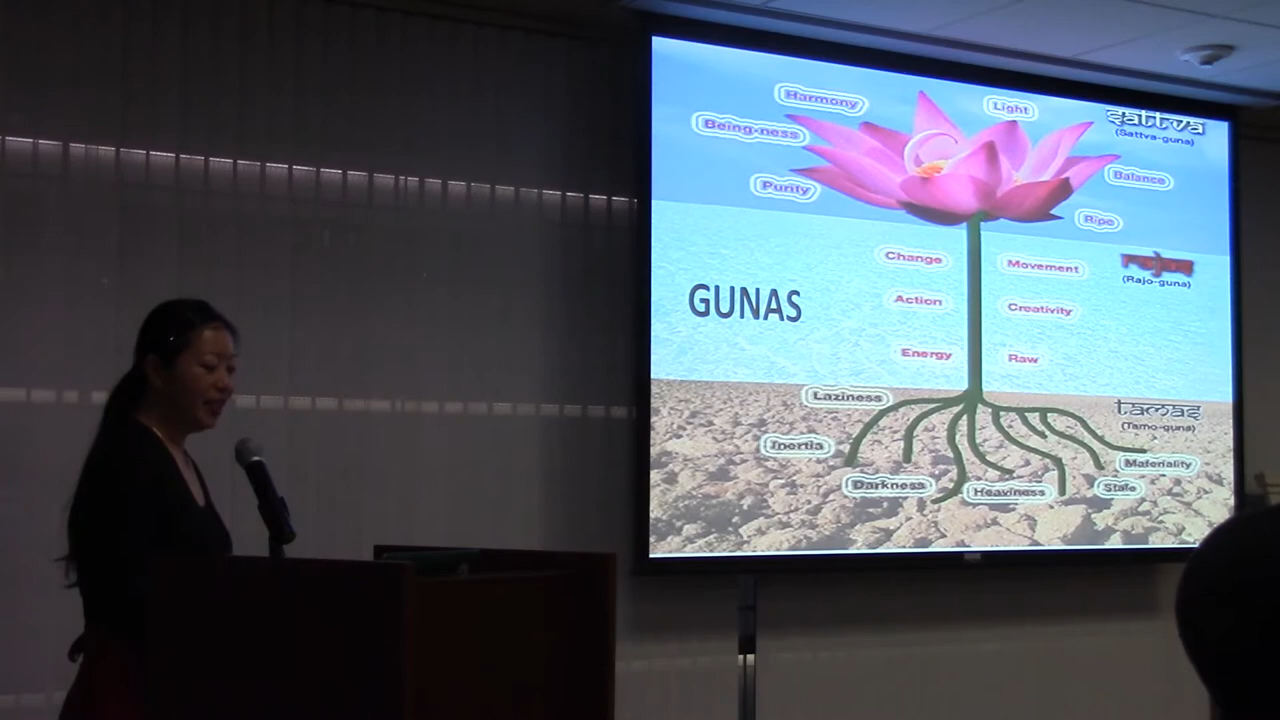 Harmony
Light
sattva
(Sattva-guna)
Being-ness
Balance
Purity
Ripe
Change
Movement
rajas
(Rajo-guna)
GUNAS
Action
Creativity
Energy
Raw
Laziness
tamas
(Tamo-guna)
Inertia
Materiality
Darkness
Heaviness
Stale